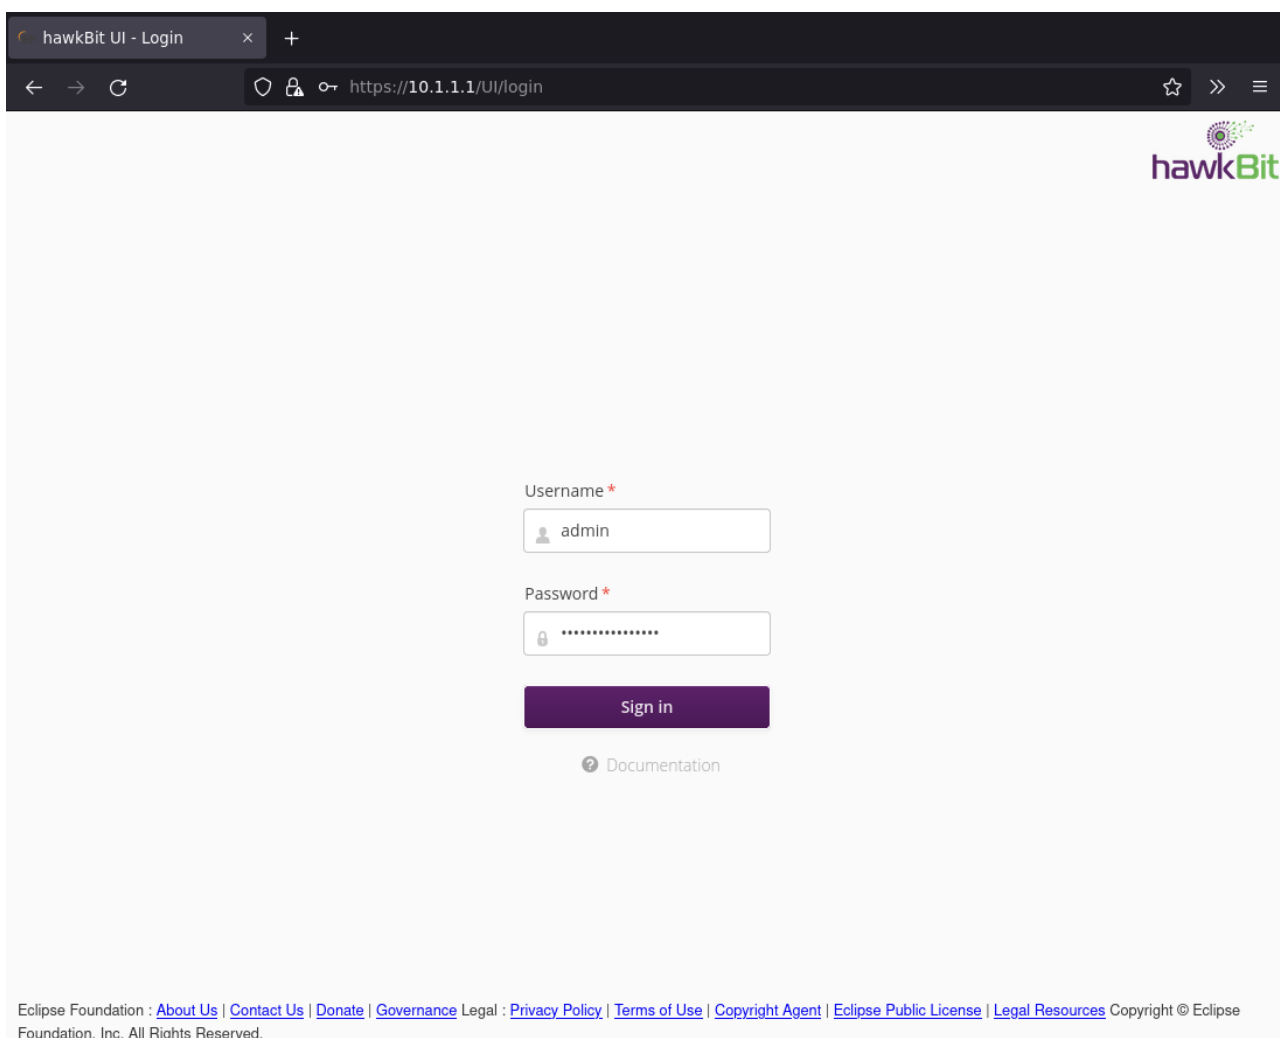 hawkBit UI - Login
https://10.1.1.1/UI/login
hawkBit
Username *
admin
Password *
••••••••••••••••
Sign in
Documentation
Eclipse Foundation : About Us | Contact Us | Donate | Governance Legal : Privacy Policy | Terms of Use | Copyright Agent | Eclipse Public License | Legal Resources Copyright © Eclipse
Foundation, Inc. All Rights Reserved.